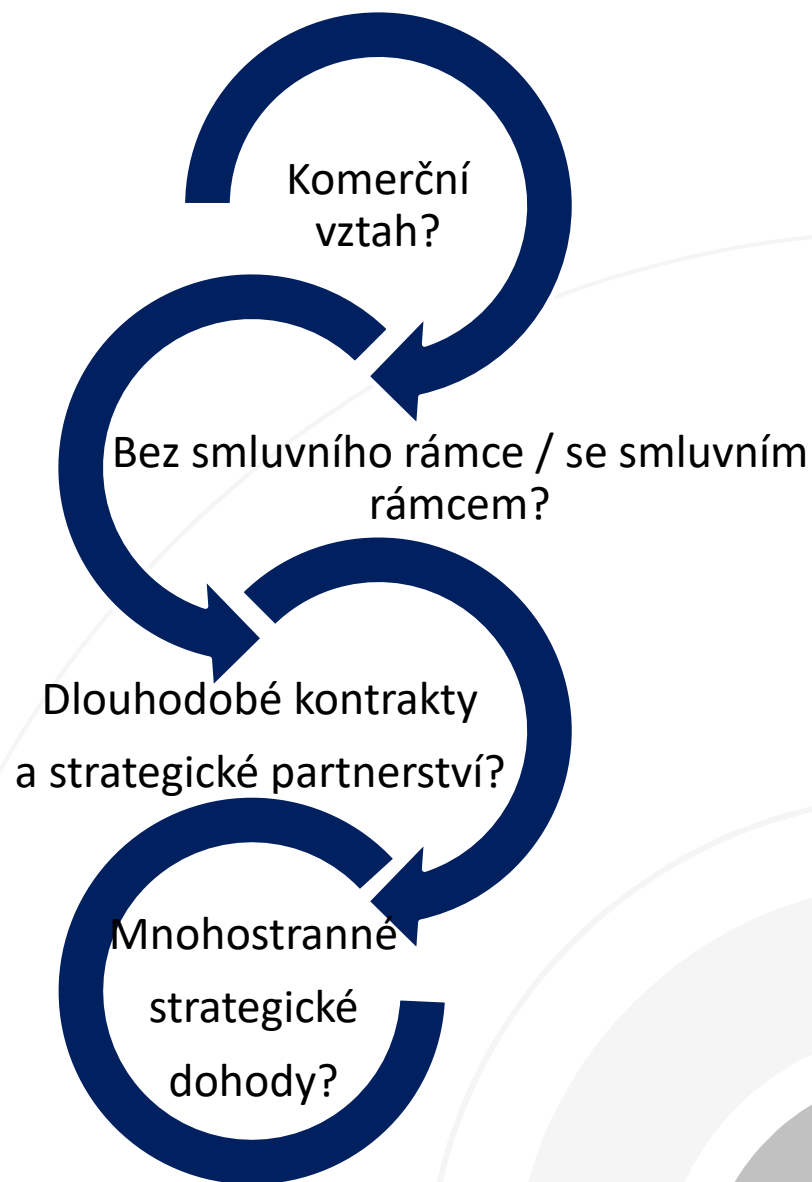 Komerční
vztah?
Bez smluvního rámce / se smluvním
rámcem?
Dlouhodobé kontrakty
a strategické partnerství?
Mnohostranné
strategické
dohody?